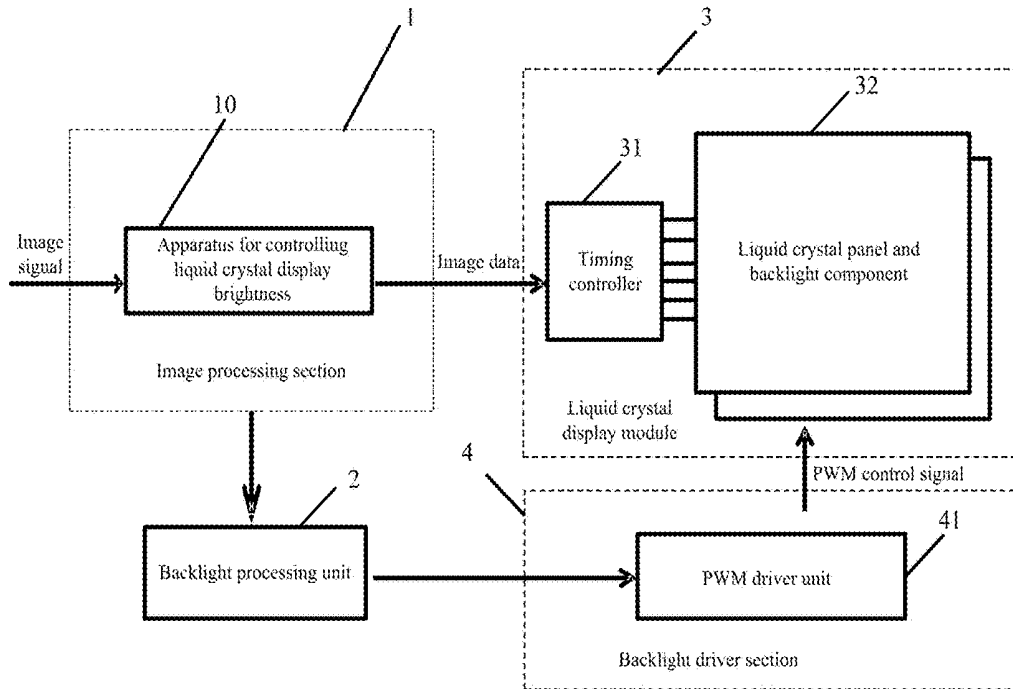 1
3
10
32
31
Image
signal
Apparatus for controlling
liquid crystal display
brightness
Image data
Timing
controller
Liquid crystal panel and
backlight component
Image processing section
Liquid crystal
display module
4
PWM control signal
2
41
Backlight processing unit
PWM driver unit
Backlight driver section